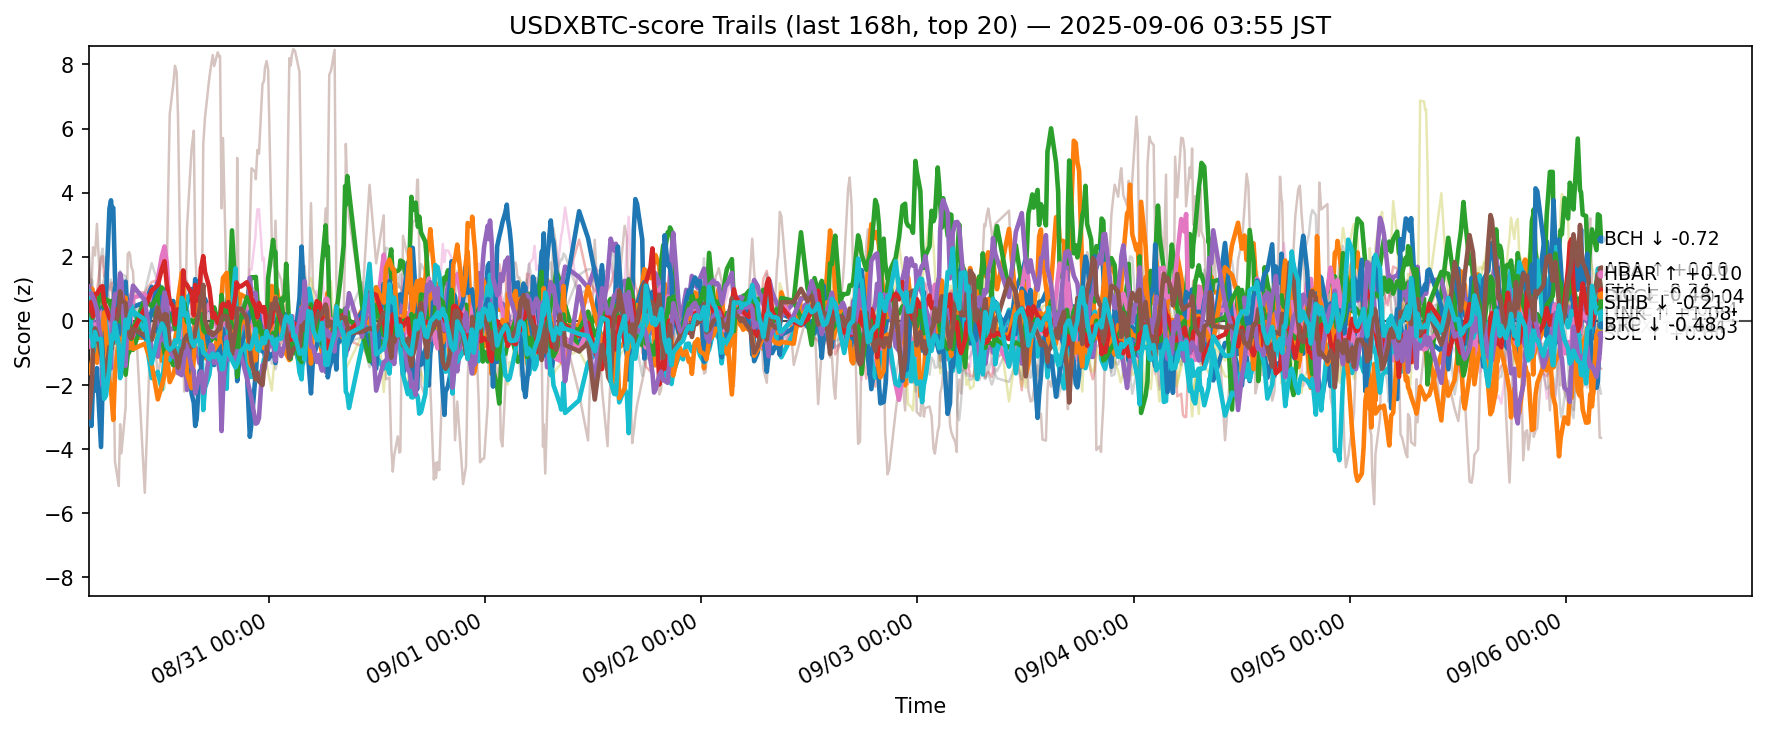 USDXBTC-score Trails (last 168h, top 20) — 2025-09-06 03:55 JST
Score (z)
8
6
4
2
0
−2
−4
−6
−8
BCH ↓ -0.72
HBAR ↑ +0.10
SHIB ↓ -0.21
BTC ↓ -0.48
08/31 00:00
09/01 00:00
09/02 00:00
09/03 00:00
09/04 00:00
09/05 00:00
09/06 00:00
Time